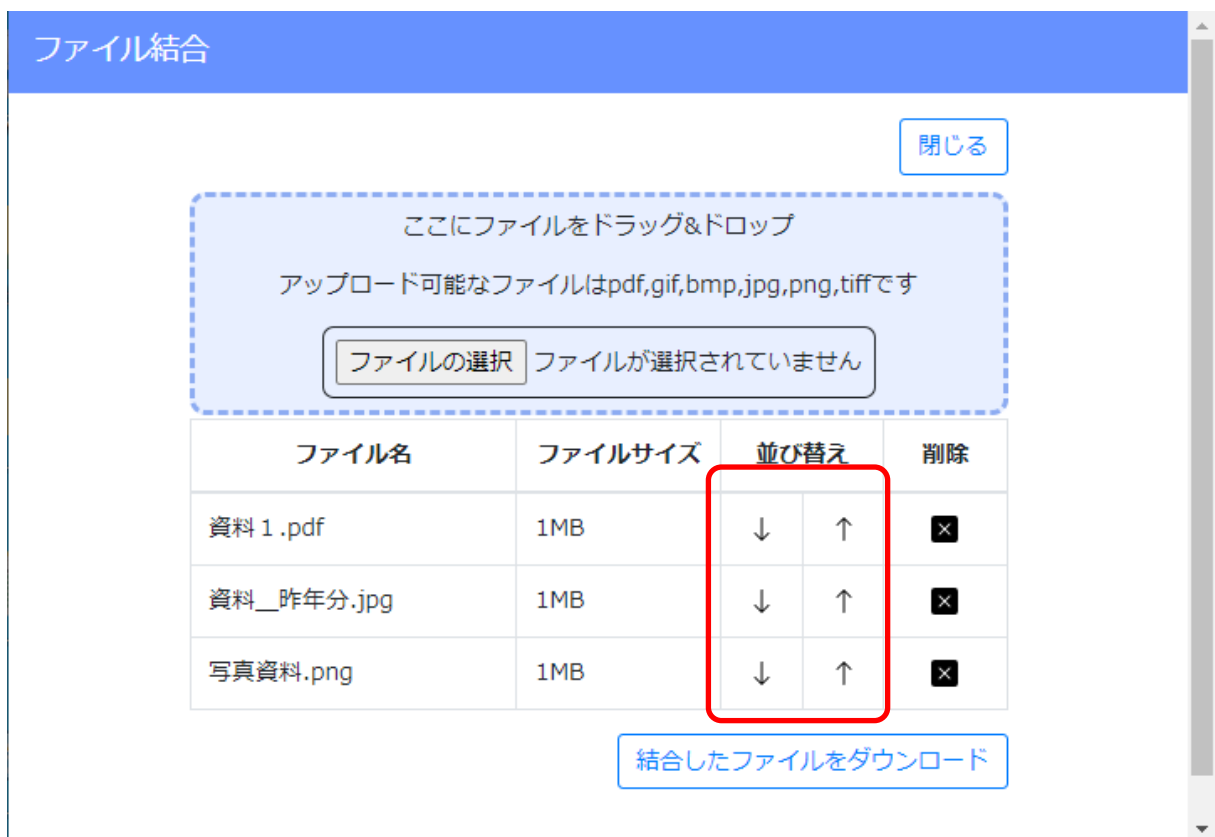 ファイル結合
閉じる
ここにファイルをドラッグ&ドロップ
アップロード可能なファイルはpdf,gif,bmp,jpg,png,tiffです
ファイルの選択 ファイルが選択されていません
ファイル名 ファイルサイズ 並び替え 削除
資料１.pdf 1MB ↓ ↑ ×
資料__昨年分.jpg 1MB ↓ ↑ ×
写真資料.png 1MB ↓ ↑ ×
結合したファイルをダウンロード